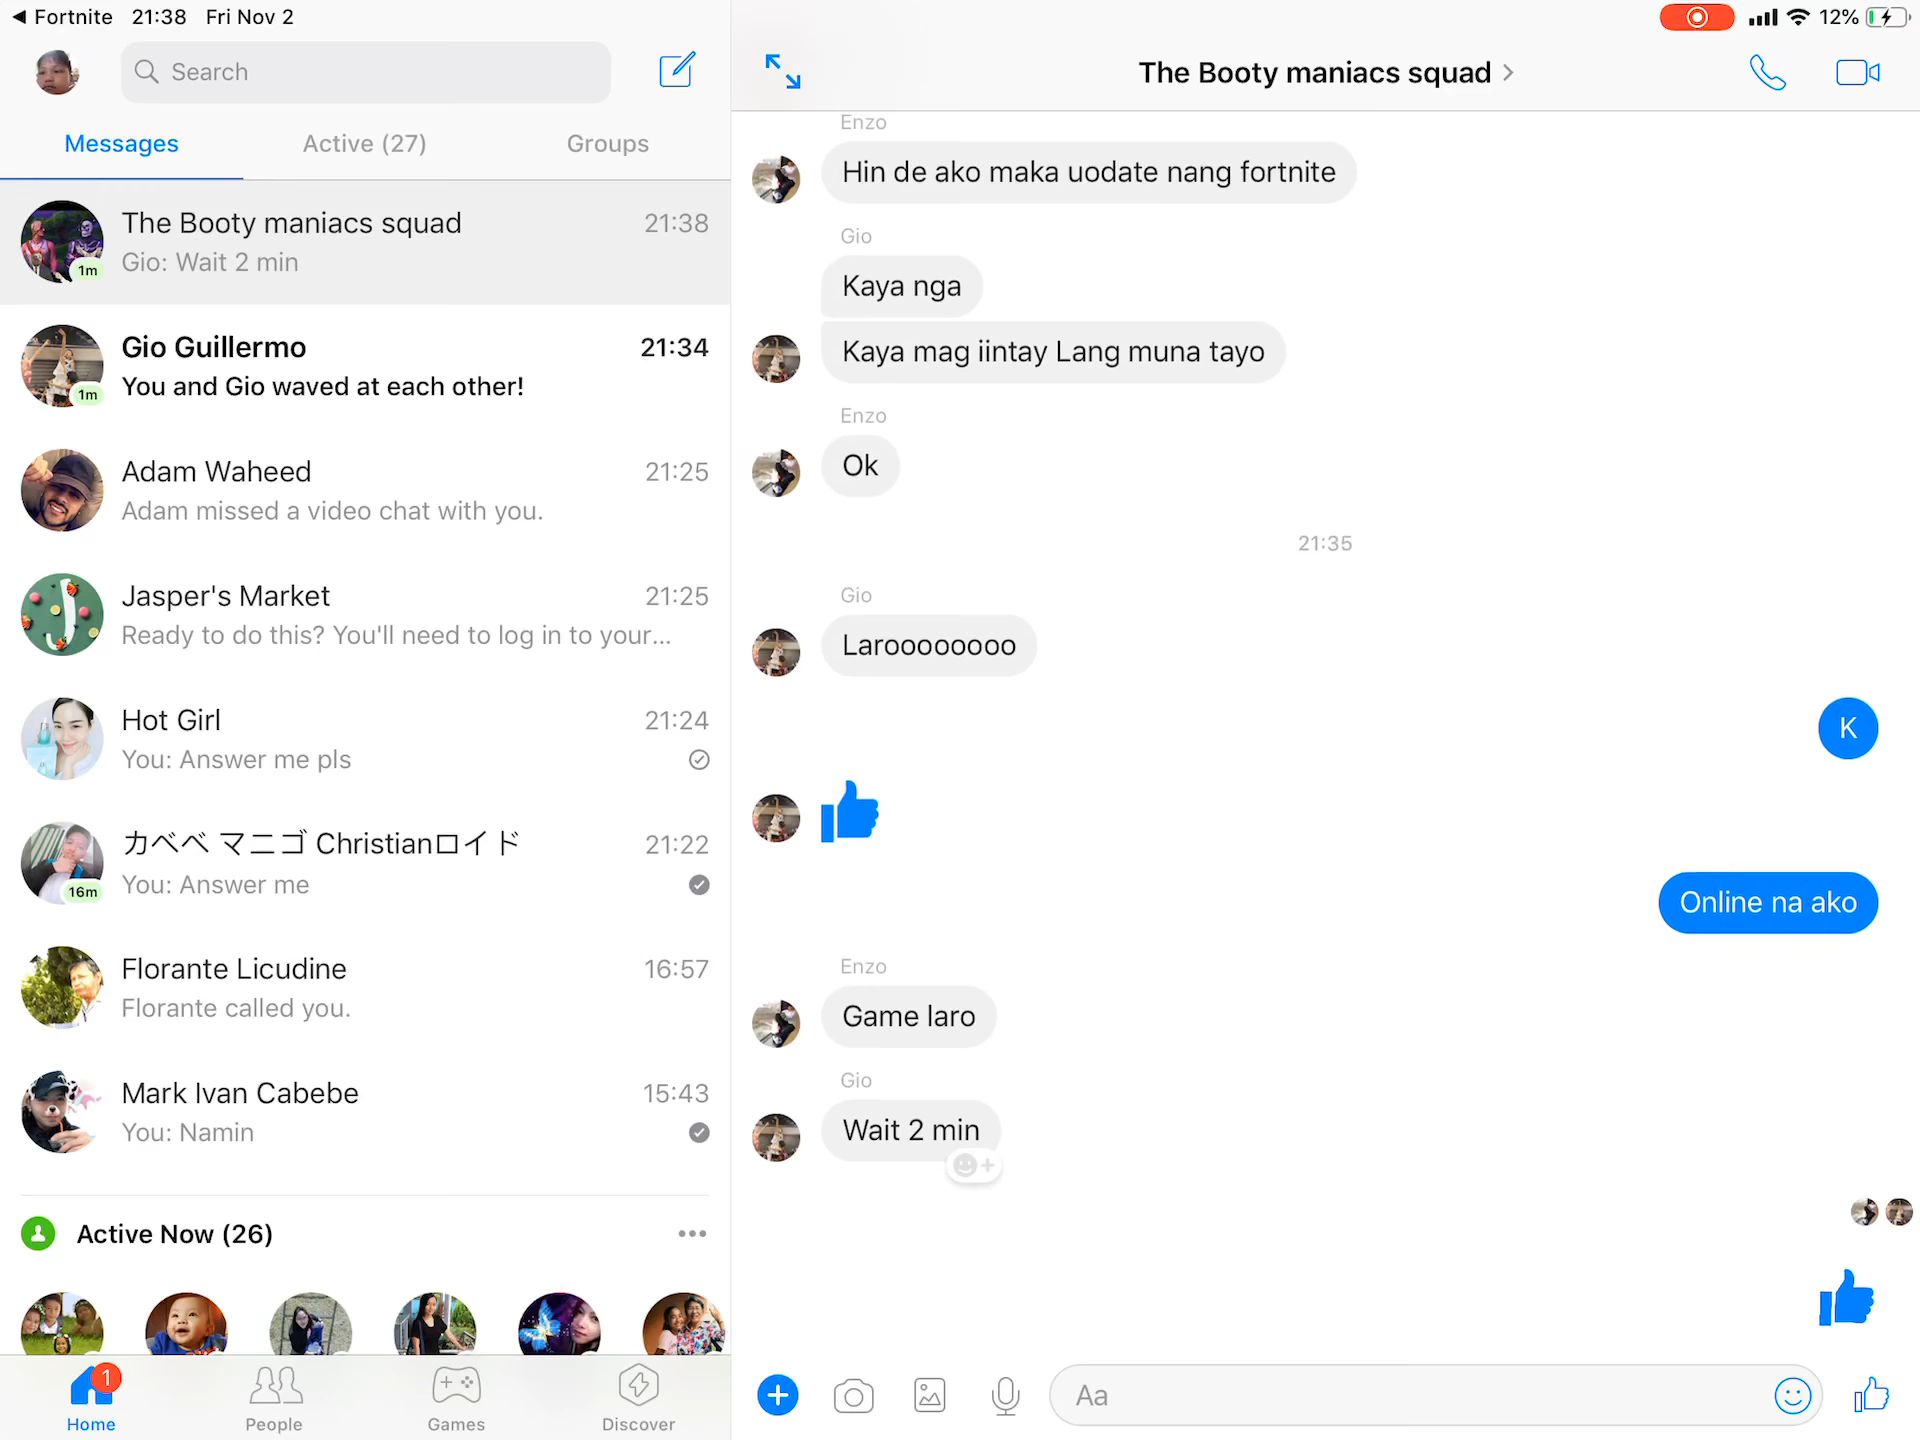 Fortnite 21:38 Fri Nov 2
12%
Search
Messages
Active (27)
Groups
The Booty maniacs squad
21:38
Gio: Wait 2 min
1m
Gio Guillermo
21:34
You and Gio waved at each other!
1m
Adam Waheed
21:25
Adam missed a video chat with you.
Jasper's Market
21:25
Ready to do this? You'll need to log in to your...
Hot Girl
21:24
You: Answer me pls
カベベ マニゴ Christianロイド
21:22
You: Answer me
16m
Florante Licudine
16:57
Florante called you.
Mark Ivan Cabebe
15:43
You: Namin
Active Now (26)
1
Home
People
Games
Discover
The Booty maniacs squad
Enzo
Hin de ako maka uodate nang fortnite
Gio
Kaya nga
Kaya mag iintay Lang muna tayo
Enzo
Ok
21:35
Gio
Laroooooooo
K
Online na ako
Enzo
Game laro
Gio
Wait 2 min
Aa